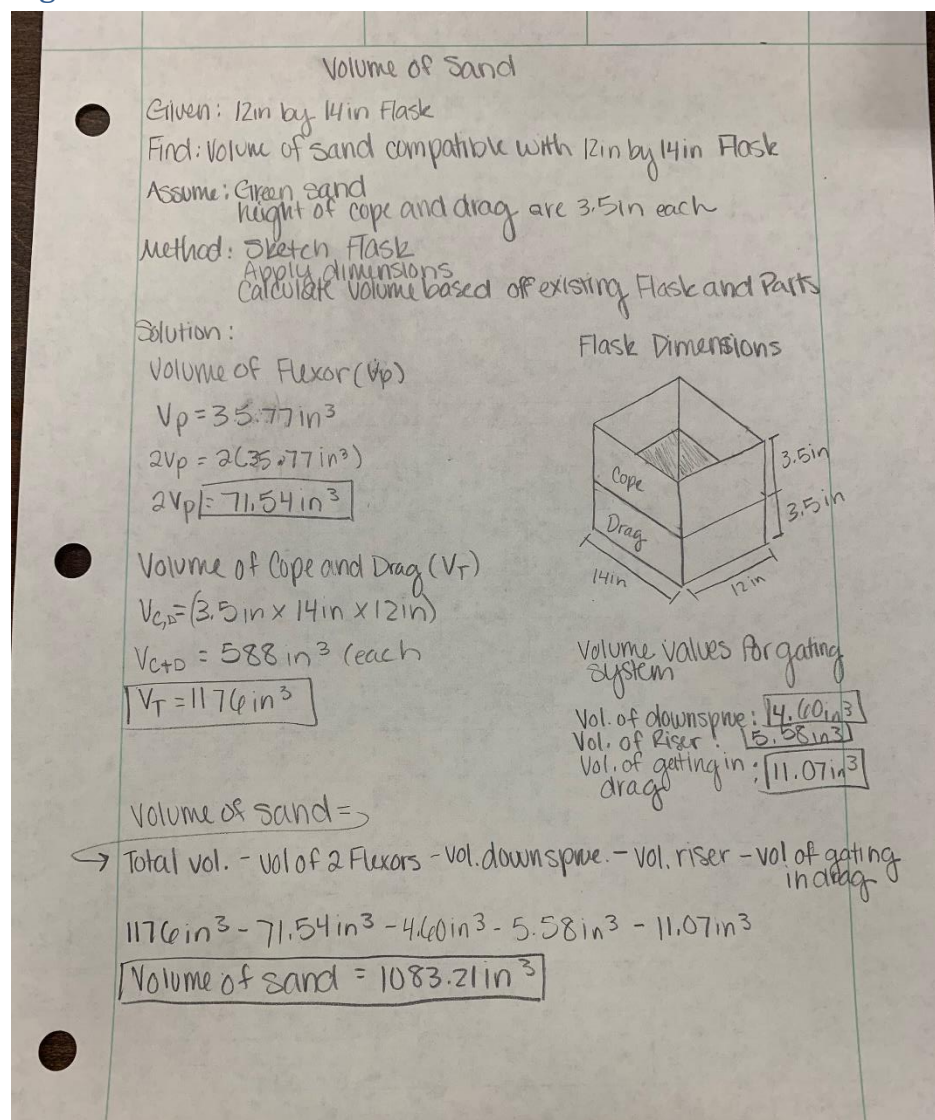 Volume of Sand
Given: 12in by 14in Flask
Find: Volume of sand compatible with 12in by 14in Flask
Assume: Green sand
height of cope and drag are 3.5in each
Method: Sketch Flask
Apply dimensions
Calculate volume based off existing Flask and Parts
Solution:
Volume of Flexor (Vp)
Vp = 35.77in³
2Vp = 2(35.77in³)
2Vp = 71.54in³
Flask Dimensions
Cope
Drag
3.5in
3.5in
14in
12in
Volume of Cope and Drag (VT)
VC,D = (3.5in x 14in x 12in)
VC+D = 588in³ (each
VT = 1176in³
Volume values for gating
system
Vol. of downsprue: 4.60in³
Vol. of Riser: 5.58in³
Vol. of gating in: 11.07in³
drag
Volume of sand =
→ Total vol. - vol of 2 Flexors - vol. downsprue. - vol. riser - vol of gating
in drag
1176in³ - 71.54in³ - 4.60in³ - 5.58in³ - 11.07in³
Volume of sand = 1083.21in³